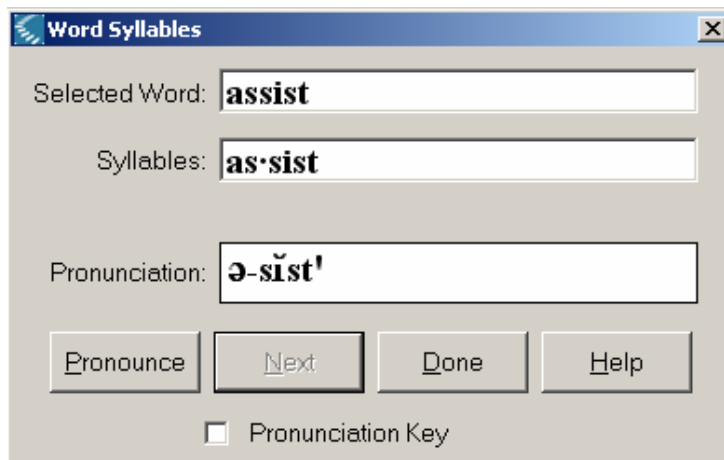 Word Syllables
Selected Word: assist
Syllables: as·sist
Pronunciation: ə-sĭst'
Pronounce Next Done Help
Pronunciation Key